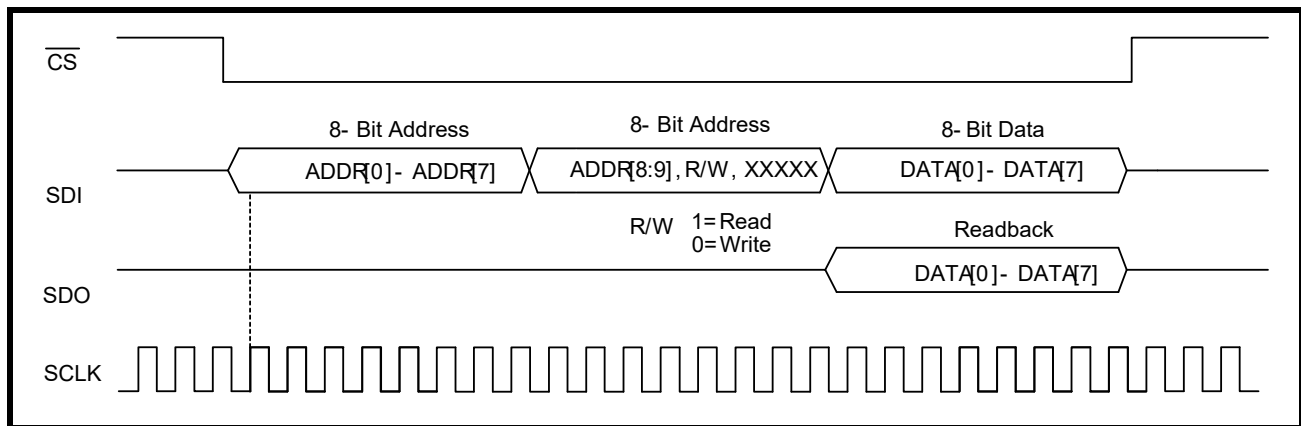 CS
8- Bit Address
8- Bit Address
8- Bit Data
SDI
ADDR[0]- ADDR[7]
ADDR[8:9], R/W, XXXXX
DATA[0]- DATA[7]
R/W 1=Read
0=Write
Readback
SDO
DATA[0]- DATA[7]
SCLK